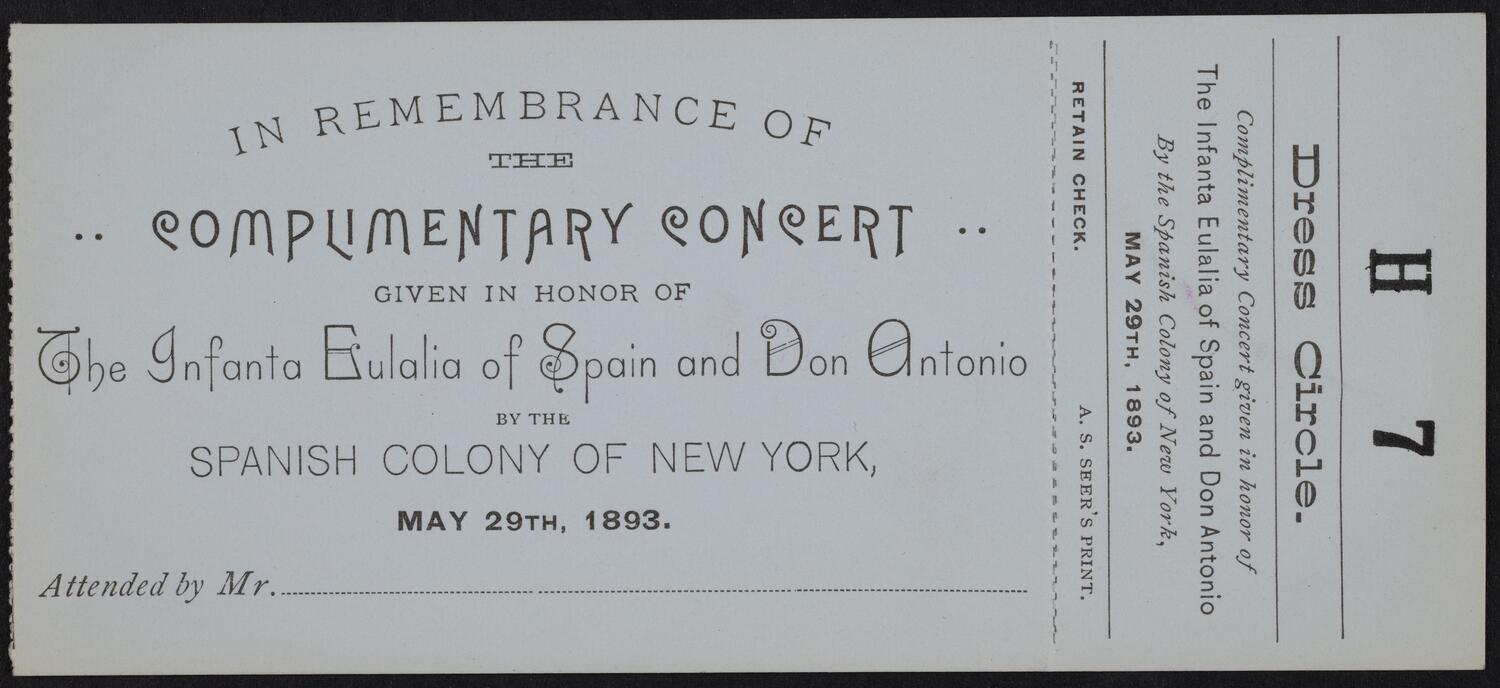 IN REMEMBRANCE OF
THE
.. COMPLIMENTARY CONCERT ..
GIVEN IN HONOR OF
The Infanta Eulalia of Spain and Don Antonio
BY THE
SPANISH COLONY OF NEW YORK,
MAY 29TH, 1893.
Attended by Mr.
RETAIN CHECK. A. S. SEER'S PRINT.
H 7
Dress Circle.
Complimentary Concert given in honor of
The Infanta Eulalia of Spain and Don Antonio
By the Spanish Colony of New York,
MAY 29TH, 1893.